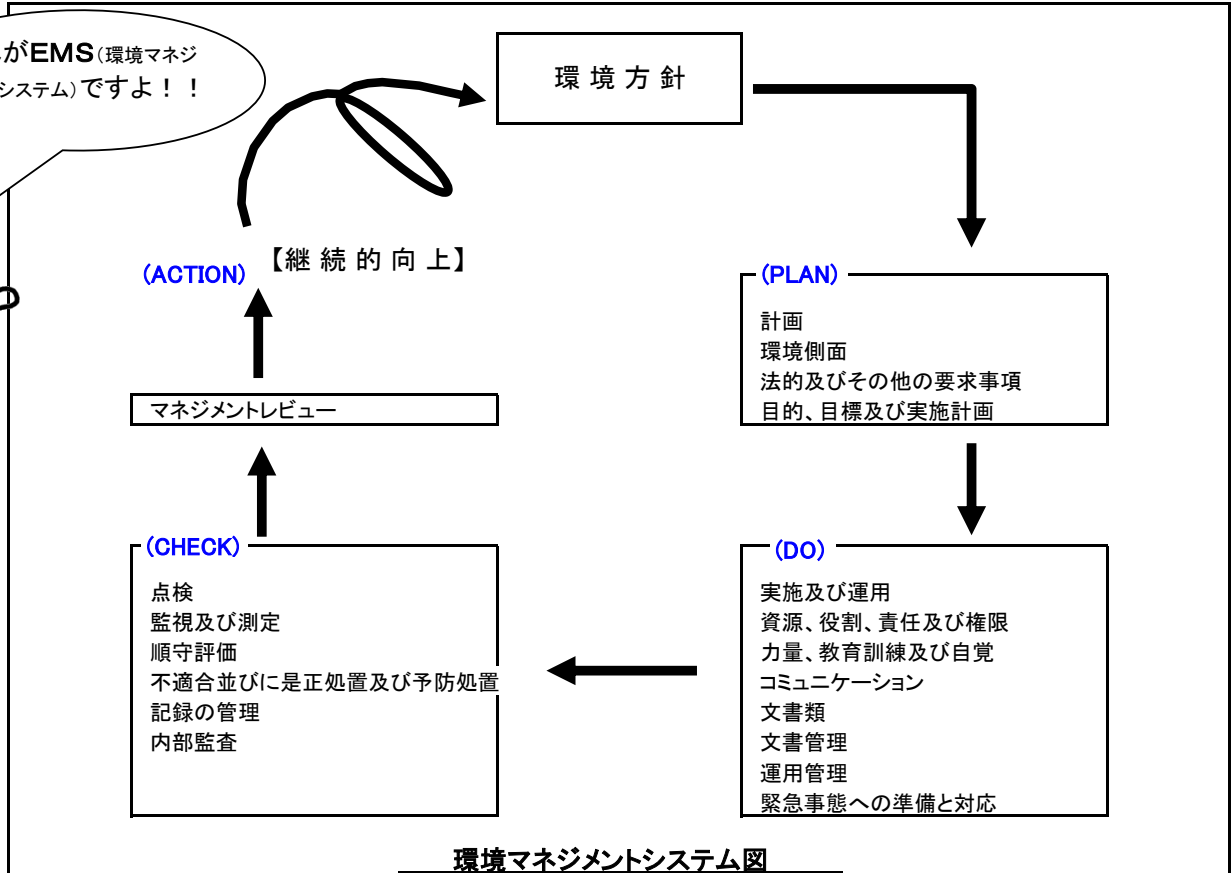 がEMS(環境マネジ
システム)ですよ！！
環 境 方 針
(ACTION)
【継 続 的 向 上】
(PLAN)
計画
環境側面
法的及びその他の要求事項
目的、目標及び実施計画
マネジメントレビュー
(CHECK)
点検
監視及び測定
順守評価
不適合並びに是正処置及び予防処置
記録の管理
内部監査
(DO)
実施及び運用
資源、役割、責任及び権限
力量、教育訓練及び自覚
コミュニケーション
文書類
文書管理
運用管理
緊急事態への準備と対応
環境マネジメントシステム図